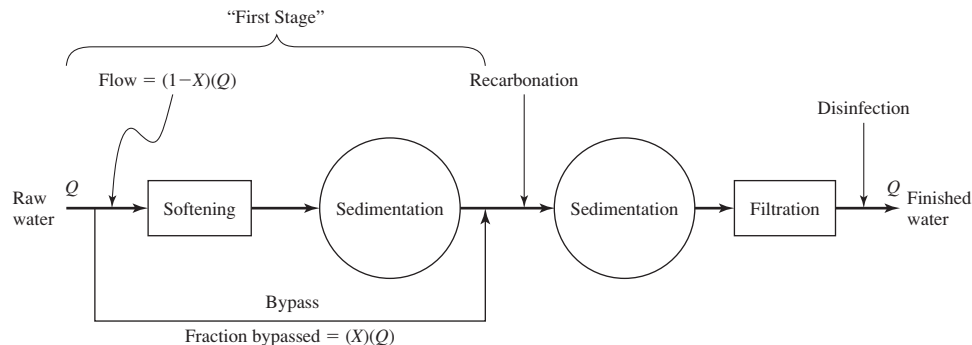 “First Stage”
Flow = (1−X)(Q)
Recarbonation
Disinfection
Raw
water
Q
Softening
Sedimentation
Sedimentation
Filtration
Q
Finished
water
Bypass
Fraction bypassed = (X)(Q)